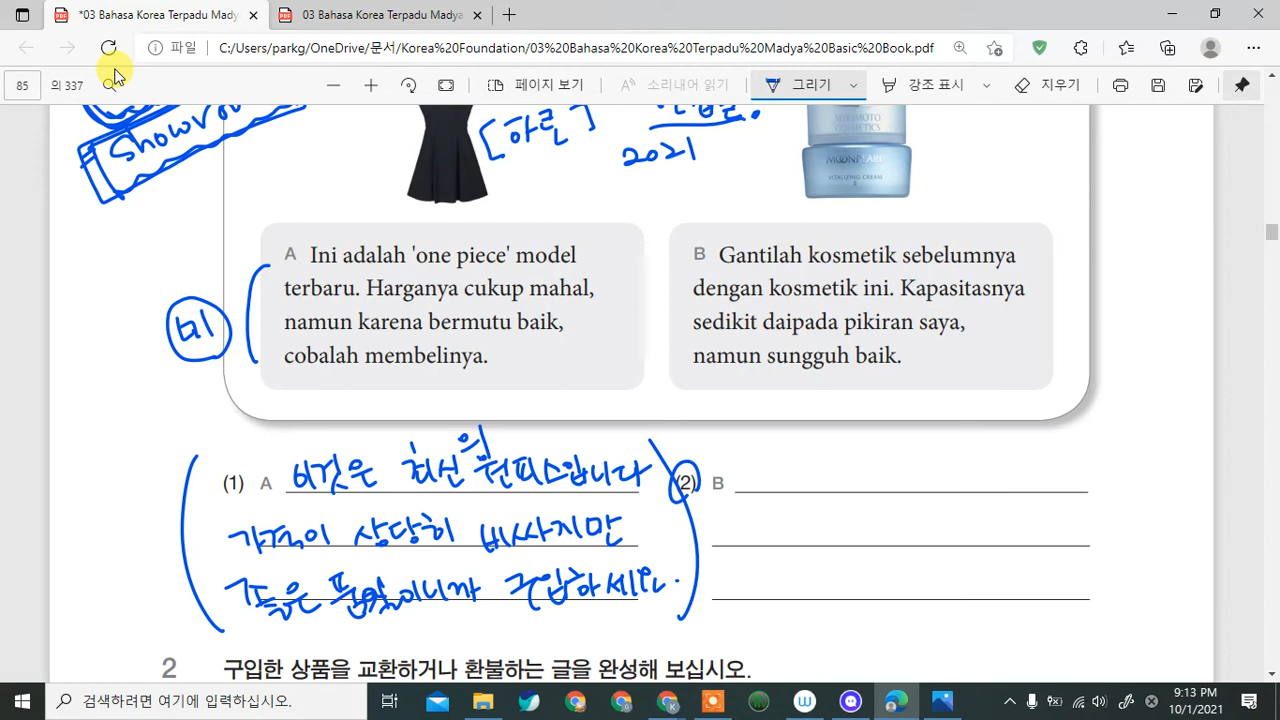 *03 Bahasa Korea Terpadu Mady
03 Bahasa Korea Terpadu Madya
파일
C:/Users/parkg/OneDrive/문서/Korea%20Foundation/03%20Bahasa%20Korea%20Terpadu%20Madya%20Basic%20Book.pdf
85 의 337
페이지 보기
소리내어 읽기
그리기
강조 표시
지우기
[하른]
2021
MIKIMOTO
COSMETICS
MOONPEARL
VITALIZING CREAM
A Ini adalah 'one piece' model
terbaru. Harganya cukup mahal,
namun karena bermutu baik,
cobalah membelinya.
B Gantilah kosmetik sebelumnya
dengan kosmetik ini. Kapasitasnya
sedikit daipada pikiran saya,
namun sungguh baik.
(1) A 이것은 최신의 원피스입니다
가격이 상당히 비싸지만
구입하세요.
(2) B
2 구입한 상품을 교환하거나 환불하는 글을 완성해 보십시오.
검색하려면 여기에 입력하십시오.
9:13 PM
10/1/2021